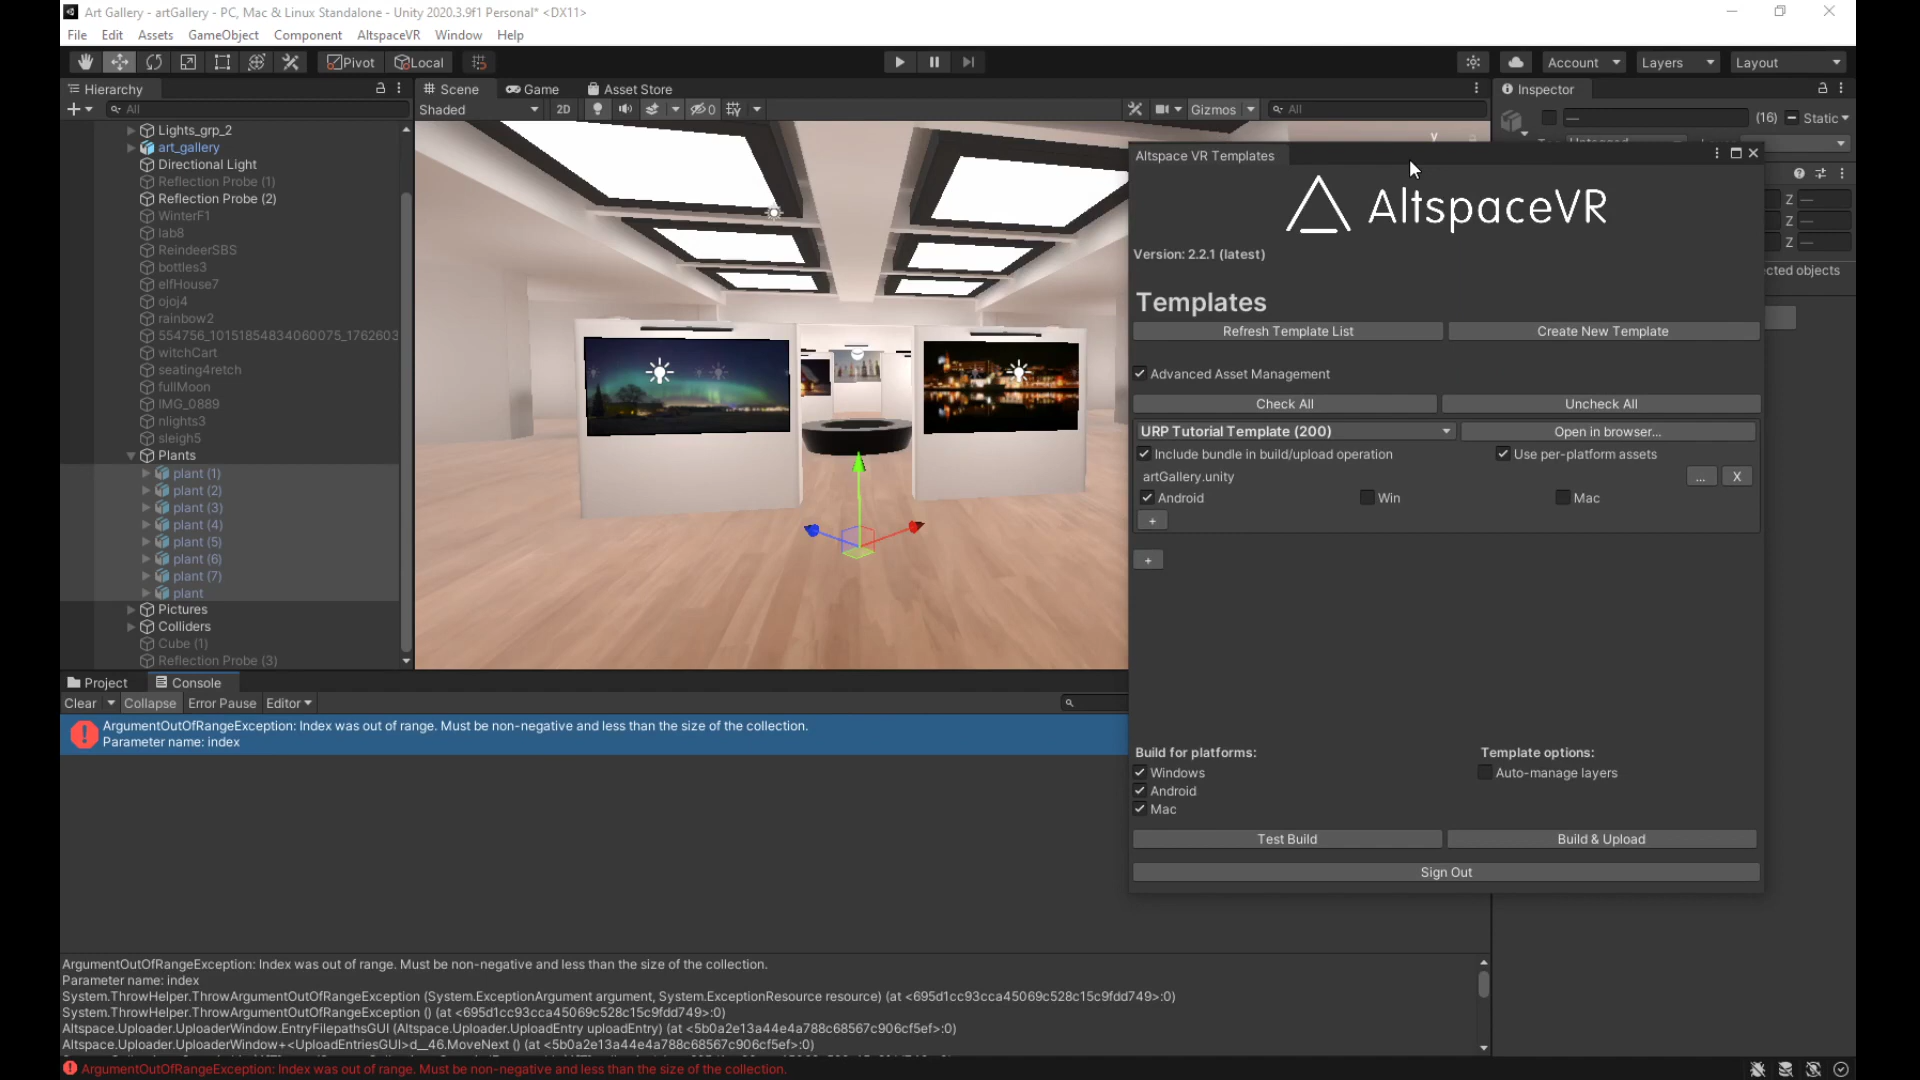 Art Gallery - artGallery - PC, Mac & Linux Standalone - Unity 2020.3.9f1 Personal* <DX11>
File Edit Assets GameObject Component AltspaceVR Window Help
Pivot Local Account Layers Layout
Hierarchy
All
Lights_grp_2
art_gallery
Directional Light
Reflection Probe (1)
Reflection Probe (2)
WinterF1
lab8
ReindeerSBS
bottles3
elfHouse7
ojoj4
rainbow2
554756_10151854834060075_1762603
witchCart
seating4retch
fullMoon
IMG_0889
nlights3
sleigh5
Plants
plant (1)
plant (2)
plant (3)
plant (4)
plant (5)
plant (6)
plant (7)
plant
Pictures
Colliders
Cube (1)
Reflection Probe (3)
Scene Game Asset Store
Shaded 2D 0 Gizmos All
y
Inspector
(16) Static
Z
Z
Z
cted objects
Altspace VR Templates
AltspaceVR
Version: 2.2.1 (latest)
Templates
Refresh Template List Create New Template
Advanced Asset Management
Check All Uncheck All
URP Tutorial Template (200) Open in browser...
Include bundle in build/upload operation Use per-platform assets
artGallery.unity ... X
Android Win Mac
+
+
Build for platforms: Template options:
Windows Auto-manage layers
Android
Mac
Test Build Build & Upload
Sign Out
Project Console
Clear Collapse Error Pause Editor
ArgumentOutOfRangeException: Index was out of range. Must be non-negative and less than the size of the collection.
Parameter name: index
ArgumentOutOfRangeException: Index was out of range. Must be non-negative and less than the size of the collection.
Parameter name: index
System.ThrowHelper.ThrowArgumentOutOfRangeException (System.ExceptionArgument argument, System.ExceptionResource resource) (at <695d1cc93cca45069c528c15c9fdd749>:0)
System.ThrowHelper.ThrowArgumentOutOfRangeException () (at <695d1cc93cca45069c528c15c9fdd749>:0)
Altspace.Uploader.UploaderWindow.EntryFilepathsGUI (Altspace.Uploader.UploadEntry uploadEntry) (at <5b0a2e13a44e4a788c68567c906cf5ef>:0)
Altspace.Uploader.UploaderWindow+<UploadEntriesGUI>d__46.MoveNext () (at <5b0a2e13a44e4a788c68567c906cf5ef>:0)
ArgumentOutOfRangeException: Index was out of range. Must be non-negative and less than the size of the collection.